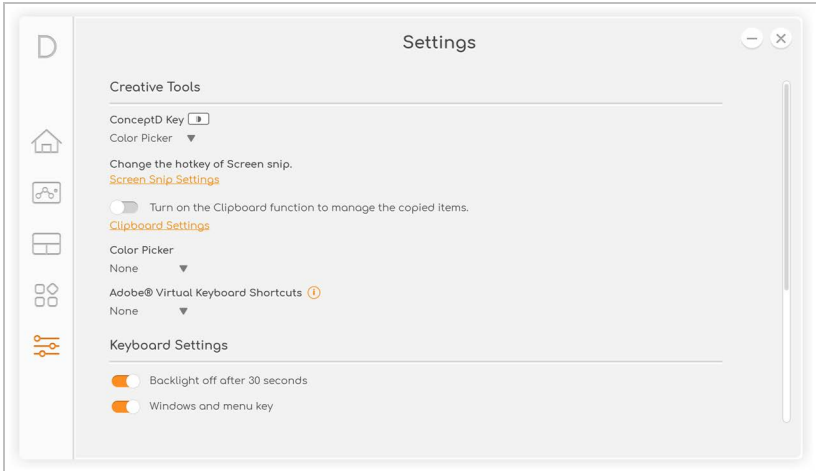 D
Settings
Creative Tools
ConceptD Key
Color Picker
Change the hotkey of Screen snip.
Screen Snip Settings
Turn on the Clipboard function to manage the copied items.
Clipboard Settings
Color Picker
None
Adobe® Virtual Keyboard Shortcuts
None
Keyboard Settings
Backlight off after 30 seconds
Windows and menu key